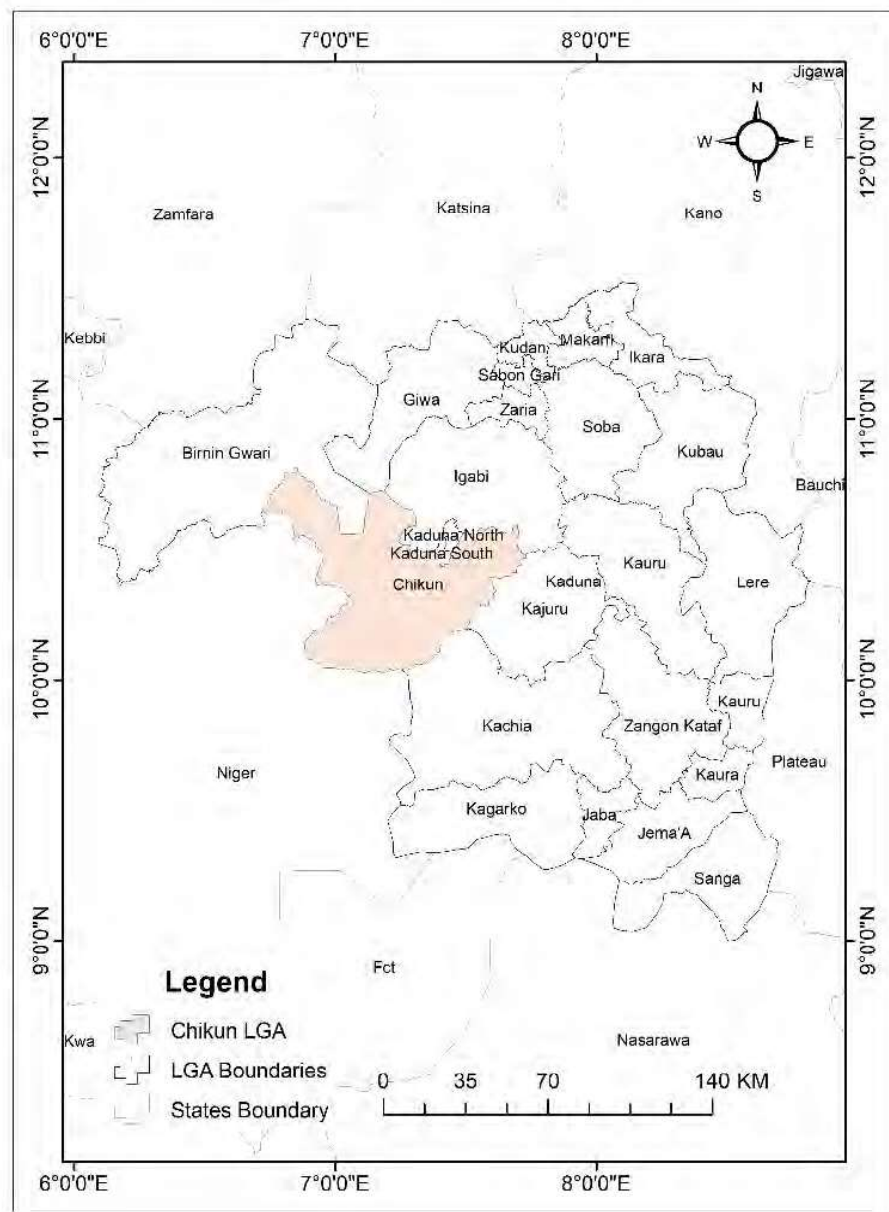 6°0'0"E 7°0'0"E 8°0'0"E
Jigawa
N
W E
S
12°0'0"N 12°0'0"N
Zamfara Katsina Kano
Kebbi
Kudan Makarfi
Ikara
Sabon Gari
Giwa Zaria
11°0'0"N 11°0'0"N
Soba
Birnin Gwari Kubau
Igabi
Bauchi
Kaduna North
Kaduna South
Kauru
Chikun Kaduna Lere
Kajuru
10°0'0"N 10°0'0"N
Kauru
Kachia Zangon Kataf
Niger Kaura Plateau
Kagarko Jaba
Jema'A
Sanga
9°0'0"N 9°0'0"N
Fct
Legend
Chikun LGA
Kwa Nasarawa
LGA Boundaries
0 35 70 140 KM
States Boundary
6°0'0"E 7°0'0"E 8°0'0"E